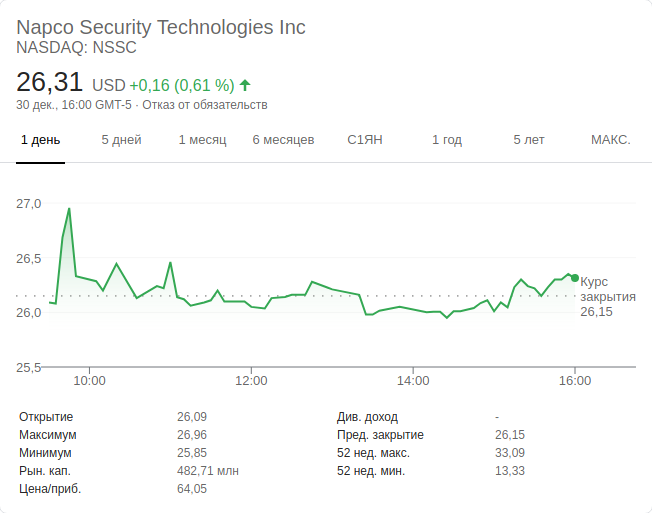 Napco Security Technologies Inc
NASDAQ: NSSC
26,31 USD +0,16 (0,61 %)
30 дек., 16:00 GMT-5 · Отказ от обязательств
1 день 5 дней 1 месяц 6 месяцев С1ЯН 1 год 5 лет МАКС.
27,0
26,5
26,0
25,5
Курс
закрытия
26,15
10:00 12:00 14:00 16:00
Открытие 26,09 Див. доход -
Максимум 26,96 Пред. закрытие 26,15
Минимум 25,85 52 нед. макс. 33,09
Рын. кап. 482,71 млн 52 нед. мин. 13,33
Цена/приб. 64,05